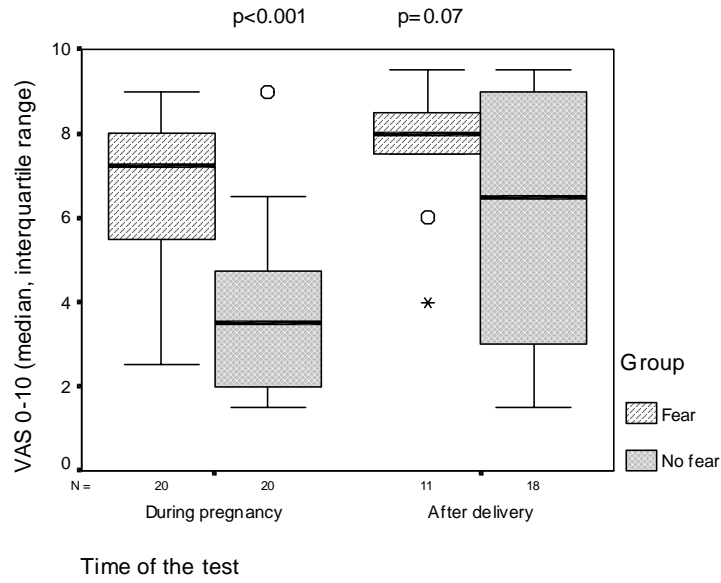 p<0.001 p=0.07
VAS 0-10 (median, interquartile range)
10
8
6
4
2
0
N = 20 20 11 18
During pregnancy After delivery
Time of the test
Group
Fear
No fear